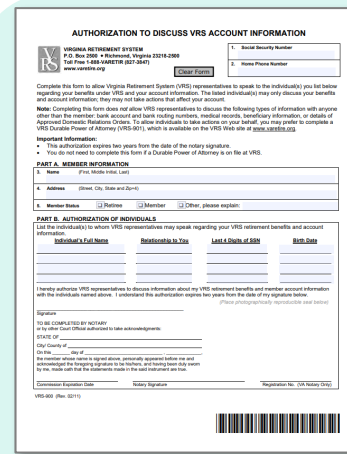 AUTHORIZATION TO DISCUSS VRS ACCOUNT INFORMATION
VIRGINIA RETIREMENT SYSTEM
P.O. Box 2500 • Richmond, Virginia 23218-2500
Toll Free 1-888-VARETIR (827-3847)
www.varetire.org
Clear Form
1. Social Security Number
2. Home Phone Number
Complete this form to allow Virginia Retirement System (VRS) representatives to speak to the individual(s) you list below
regarding your benefits under VRS and your account information. The listed individual(s) may only discuss your benefits
and account information; they may not take actions that affect your account.
Note: Completing this form does not allow VRS representatives to discuss the following types of information with anyone
other than the member: bank account and bank routing numbers, medical records, beneficiary information, or details of
Approved Domestic Relations Orders. To allow individuals to take actions on your behalf, you may prefer to complete a
VRS Durable Power of Attorney (VRS-901), which is available on the VRS Web site at www.varetire.org.
Important Information:
• This authorization expires two years from the date of the notary signature.
• You do not need to complete this form if a Durable Power of Attorney is on file at VRS.
PART A. MEMBER INFORMATION
3. Name (First, Middle Initial, Last)
4. Address (Street, City, State and Zip+4)
5. Member Status Retiree Member Other, please explain:
PART B. AUTHORIZATION OF INDIVIDUALS
List the individual(s) to whom VRS representatives may speak regarding your VRS retirement benefits and account
information.
Individual's Full Name Relationship to You Last 4 Digits of SSN Birth Date
I hereby authorize VRS representatives to discuss information about my VRS retirement benefits and member account information
with the individuals named above. I understand this authorization expires two years from the date of my signature below.
(Place photographically reproducible seal below)
Signature
TO BE COMPLETED BY NOTARY
or by other Court Official authorized to take acknowledgments:
STATE OF
City/ County of
On this day of ,
the member whose name is signed above, personally appeared before me and
acknowledged the foregoing signature to be his/hers, and having been duly sworn
by me, made oath that the statements made in the said instrument are true.
Commission Expiration Date Notary Signature Registration No. (VA Notary Only)
VRS-900 (Rev. 02/11)